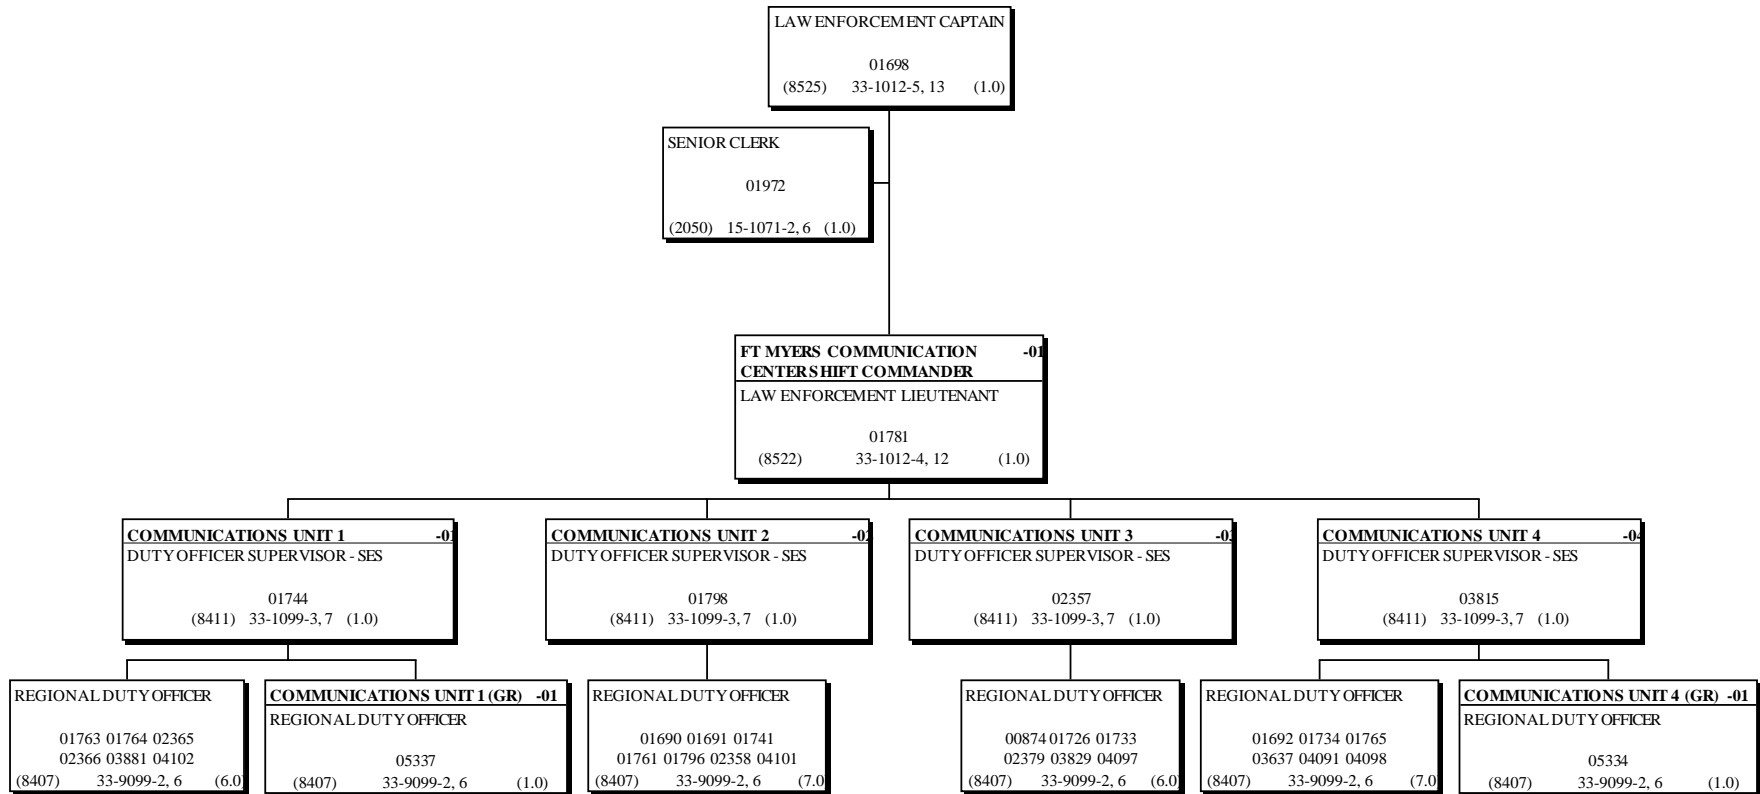 LAW ENFORCEMENT CAPTAIN
01698
(8525) 33-1012-5, 13 (1.0)
SENIOR CLERK
01972
(2050) 15-1071-2, 6 (1.0)
FT MYERS COMMUNICATION -01
CENTER SHIFT COMMANDER
LAW ENFORCEMENT LIEUTENANT
01781
(8522) 33-1012-4, 12 (1.0)
COMMUNICATIONS UNIT 1 -01
DUTY OFFICER SUPERVISOR - SES
01744
(8411) 33-1099-3, 7 (1.0)
COMMUNICATIONS UNIT 2 -02
DUTY OFFICER SUPERVISOR - SES
01798
(8411) 33-1099-3, 7 (1.0)
COMMUNICATIONS UNIT 3 -03
DUTY OFFICER SUPERVISOR - SES
02357
(8411) 33-1099-3, 7 (1.0)
COMMUNICATIONS UNIT 4 -04
DUTY OFFICER SUPERVISOR - SES
03815
(8411) 33-1099-3, 7 (1.0)
REGIONAL DUTY OFFICER
01763 01764 02365
02366 03881 04102
(8407) 33-9099-2, 6 (6.0)
COMMUNICATIONS UNIT 1 (GR) -01
REGIONAL DUTY OFFICER
05337
(8407) 33-9099-2, 6 (1.0)
REGIONAL DUTY OFFICER
01690 01691 01741
01761 01796 02358 04101
(8407) 33-9099-2, 6 (7.0
REGIONAL DUTY OFFICER
00874 01726 01733
02379 03829 04097
(8407) 33-9099-2, 6 (6.0)
REGIONAL DUTY OFFICER
01692 01734 01765
03637 04091 04098
(8407) 33-9099-2, 6 (7.0
COMMUNICATIONS UNIT 4 (GR) -01
REGIONAL DUTY OFFICER
05334
(8407) 33-9099-2, 6 (1.0)